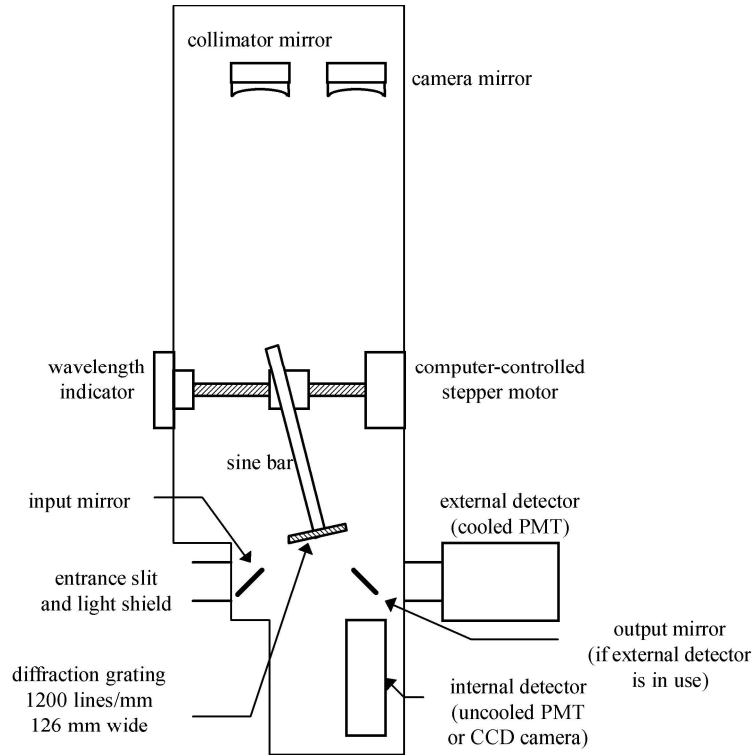 collimator mirror
camera mirror
wavelength
indicator
computer-controlled
stepper motor
sine bar
input mirror
external detector
(cooled PMT)
entrance slit
and light shield
output mirror
(if external detector
is in use)
diffraction grating
1200 lines/mm
126 mm wide
internal detector
(uncooled PMT
or CCD camera)